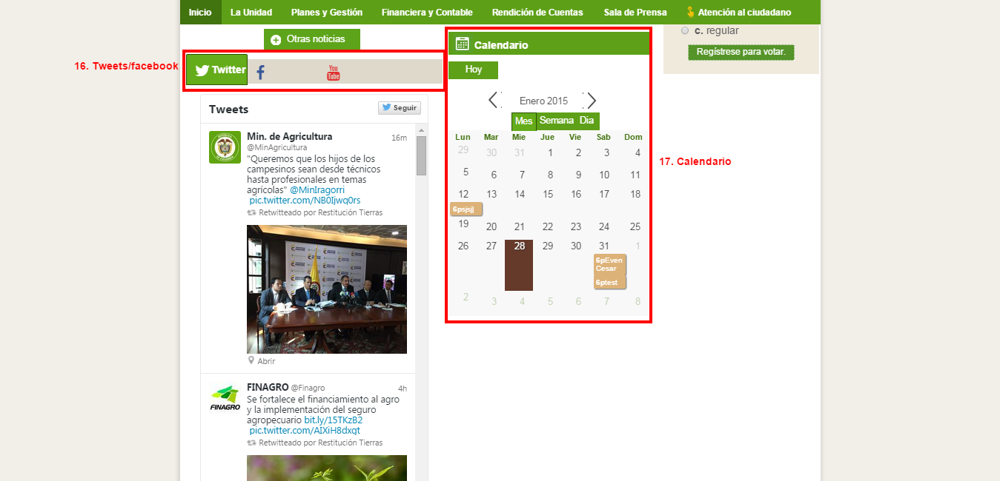 Inicio La Unidad Planes y Gestión Financiera y Contable Rendición de Cuentas Sala de Prensa Atención al ciudadano
Otras noticias
16. Tweets/facebook
Twitter
You
Tube
Tweets
Seguir
Min. de Agricultura 16m
@MinAgricultura
"Queremos que los hijos de los
campesinos sean desde técnicos
hasta profesionales en temas
agrícolas" @MinIragorri
pic.twitter.com/NB0Ijwq0rs
Retwitteado por Restitución Tierras
Abrir
FINAGRO
FINAGRO @Finagro 4h
Se fortalece el financiamiento al agro
y la implementación del seguro
agropecuario bit.ly/15TKzB2
pic.twitter.com/AIXiH8dxgt
Retwitteado por Restitución Tierras
Calendario
Hoy
Enero 2015
Mes Semana Dia
Lun Mar Mie Jue Vie Sab Dom
29 30 31 1 2 3 4
5 6 7 8 9 10 11
12 13 14 15 16 17 18
6psjsj
19 20 21 22 23 24 25
26 27 28 29 30 31 1
6pEven
Cesar
6ptest
2 3 4 5 6 7 8
c. regular
Regístrese para votar.
17. Calendario